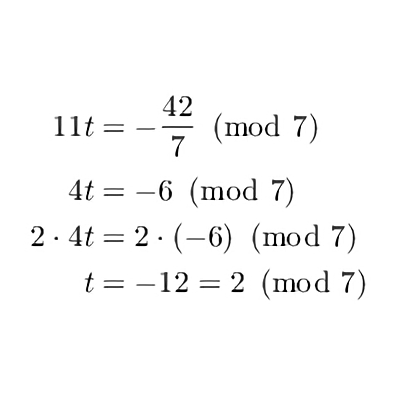 11t = −42/7 (mod 7)
4t = −6 (mod 7)
2 · 4t = 2 · (−6) (mod 7)
t = −12 = 2 (mod 7)